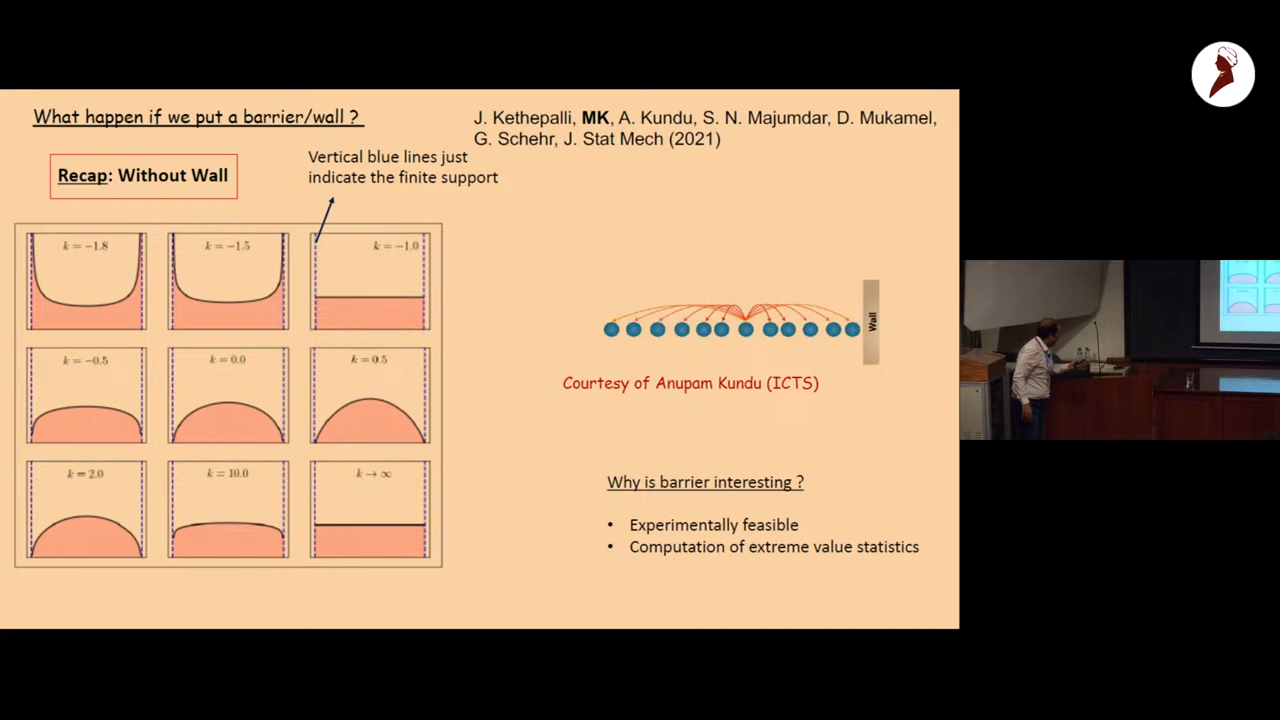 What happen if we put a barrier/wall ?
J. Kethepalli, MK, A. Kundu, S. N. Majumdar, D. Mukamel,
G. Schehr, J. Stat Mech (2021)
Recap: Without Wall
Vertical blue lines just
indicate the finite support
k = −1.8
k = −1.5
k = −1.0
k = −0.5
k = 0.0
k = 0.5
k = 2.0
k = 10.0
k → ∞
Wall
Courtesy of Anupam Kundu (ICTS)
Why is barrier interesting ?
• Experimentally feasible
• Computation of extreme value statistics